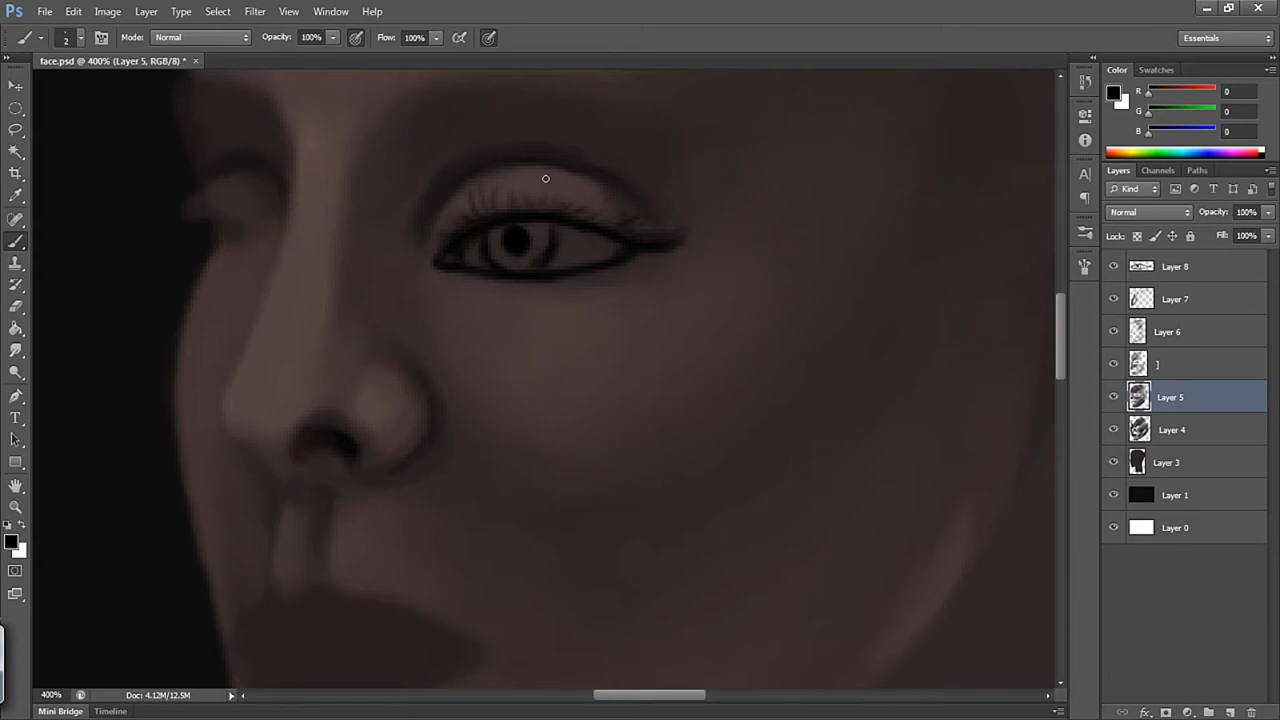 Ps File Edit Image Layer Type Select Filter View Window Help
2 Mode: Normal Opacity: 100% Flow: 100% Essentials
face.psd @ 400% (Layer 5, RGB/8) * ×
Color Swatches
R 0
G 0
B 0
Layers Channels Paths
Kind
Normal Opacity: 100%
Lock: Fill: 100%
Layer 8
Layer 7
Layer 6
]
Layer 5
Layer 4
Layer 3
Layer 1
Layer 0
400% Doc: 4.12M/12.5M
Mini Bridge Timeline